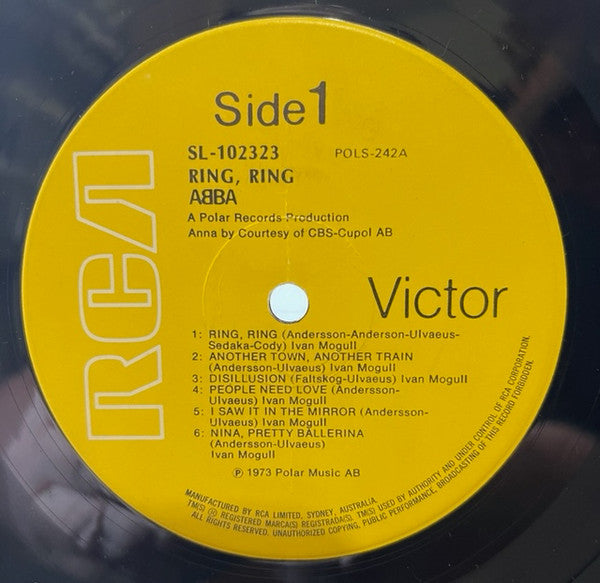 Side 1
SL-102323 POLS-242A
RING, RING
ABBA
A Polar Records Production
Anna by Courtesy of CBS-Cupol AB
RCA
Victor
1: RING, RING (Andersson-Anderson-Ulvaeus-
Sedaka-Cody) Ivan Mogull
2: ANOTHER TOWN, ANOTHER TRAIN
(Andersson-Ulvaeus) Ivan Mogull
3: DISILLUSION (Faltskog-Ulvaeus) Ivan Mogull
4: PEOPLE NEED LOVE (Andersson-
Ulvaeus) Ivan Mogull
5: I SAW IT IN THE MIRROR (Andersson-
Ulvaeus) Ivan Mogull
6: NINA, PRETTY BALLERINA
(Andersson-Ulvaeus)
Ivan Mogull
℗ 1973 Polar Music AB
MANUFACTURED BY RCA LIMITED, SYDNEY, AUSTRALIA.
TM(S) ® REGISTERED MARCA(S) REGISTRADA(S). TM(S) USED BY AUTHORITY AND UNDER CONTROL OF RCA CORPORATION.
ALL RIGHTS RESERVED. UNAUTHORIZED COPYING, PUBLIC PERFORMANCE, BROADCASTING OF THIS RECORD FORBIDDEN.